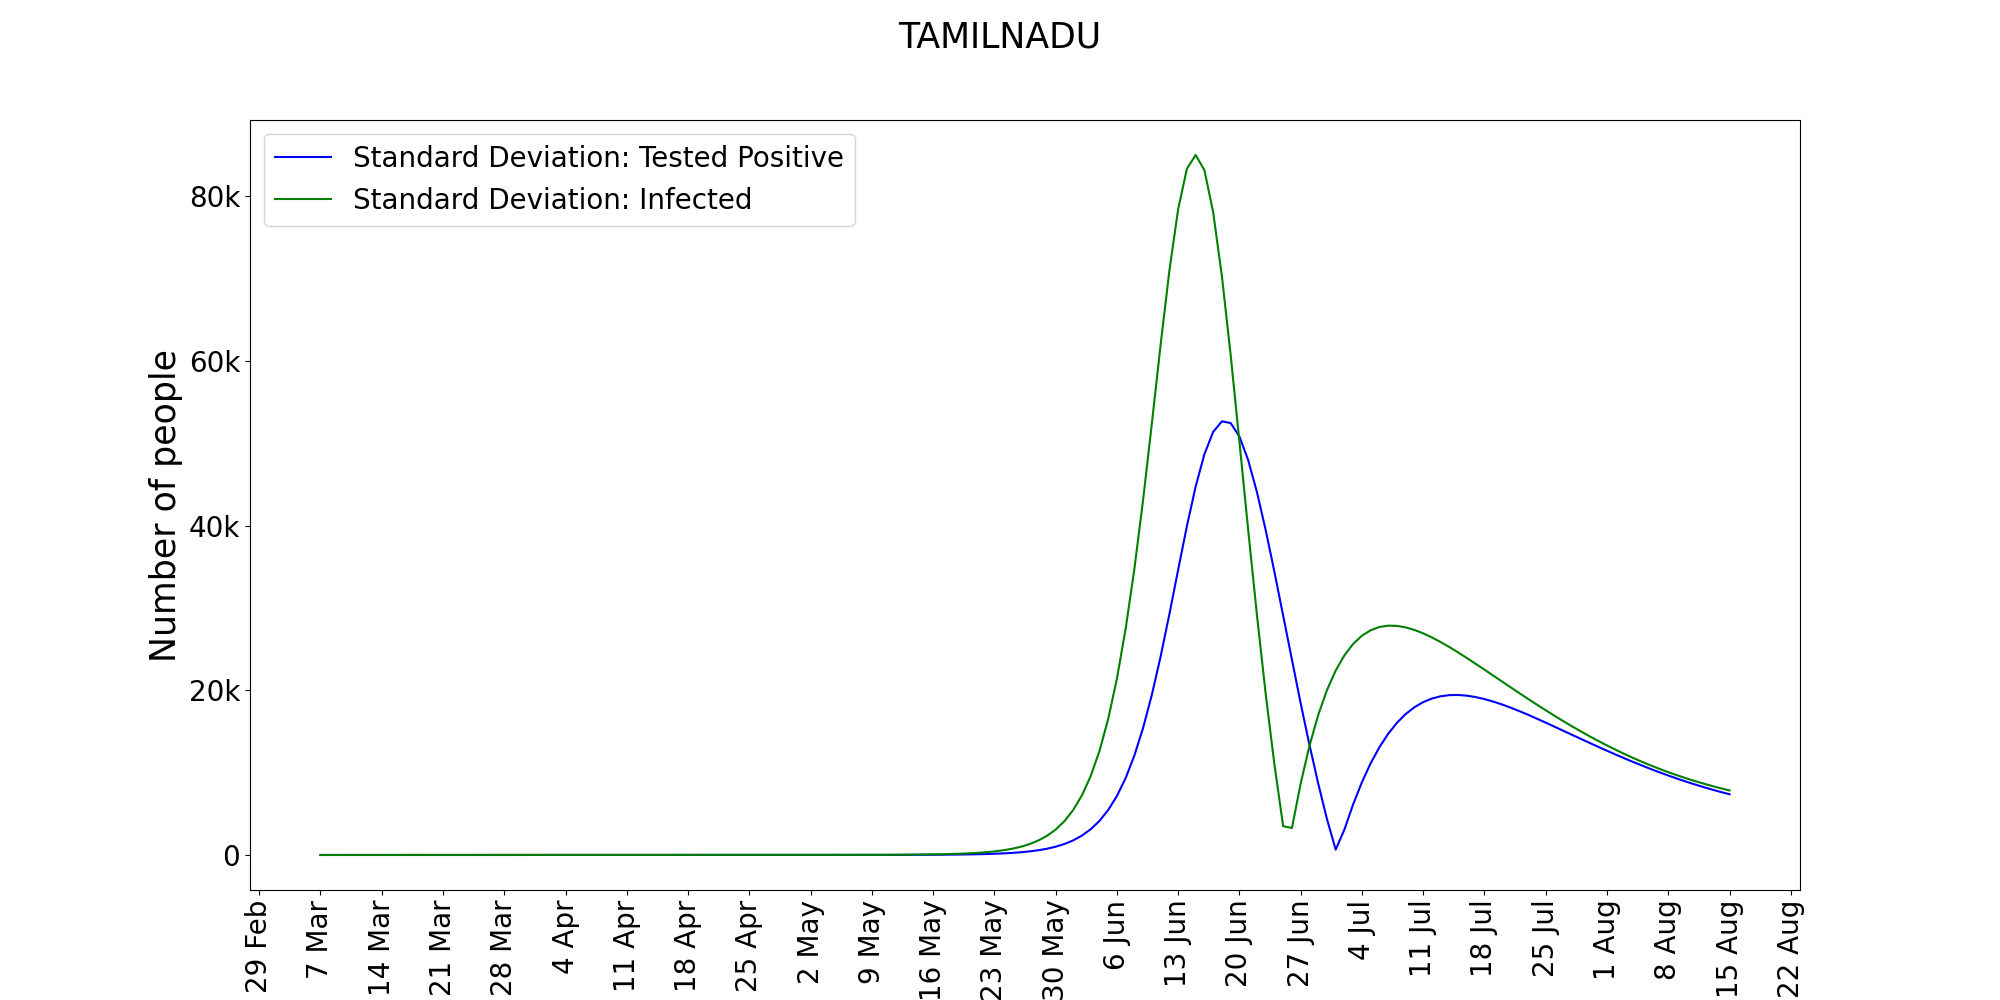 TAMILNADU
Standard Deviation: Tested Positive
Standard Deviation: Infected
Number of people
80k
60k
40k
20k
0
29 Feb
7 Mar
14 Mar
21 Mar
28 Mar
4 Apr
11 Apr
18 Apr
25 Apr
2 May
9 May
16 May
23 May
30 May
6 Jun
13 Jun
20 Jun
27 Jun
4 Jul
11 Jul
18 Jul
25 Jul
1 Aug
8 Aug
15 Aug
22 Aug